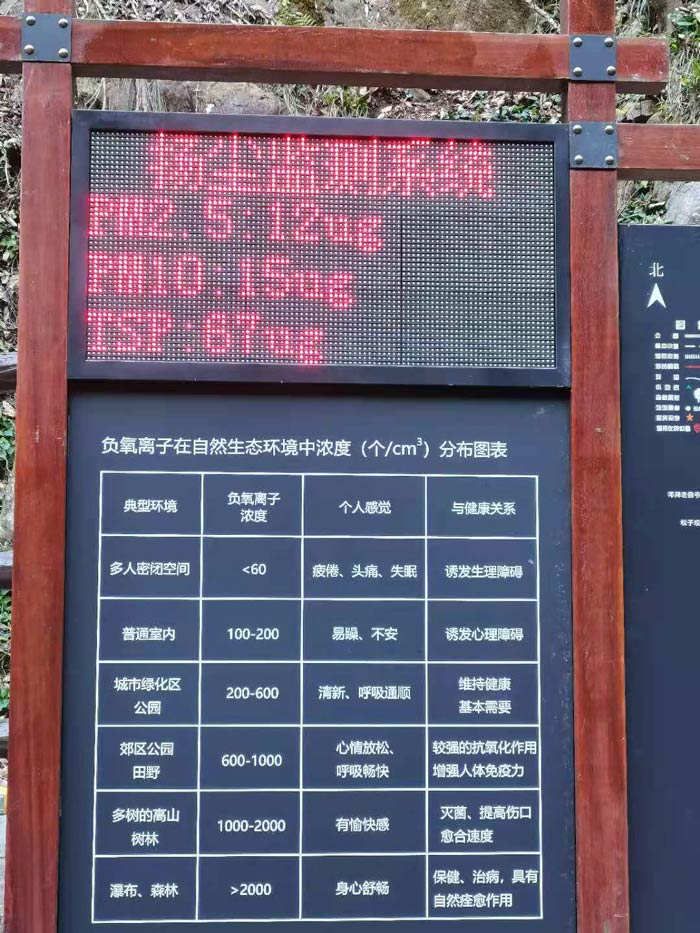 扬尘监测系统
PM2.5:12ug
PM10:15ug
TSP:67ug
负氧离子在自然生态环境中浓度（个/cm³）分布图表
典型环境
负氧离子
浓度
个人感觉
与健康关系
多人密闭空间
<60
疲倦、头痛、失眠
诱发生理障碍
普通室内
100-200
易躁、不安
诱发心理障碍
城市绿化区
公园
200-600
清新、呼吸通顺
维持健康
基本需要
郊区公园
田野
600-1000
心情放松、
呼吸畅快
较强的抗氧化作用
增强人体免疫力
多树的高山
树林
1000-2000
有愉快感
灭菌、提高伤口
愈合速度
瀑布、森林
>2000
身心舒畅
保健、治病，具有
自然痊愈作用
北